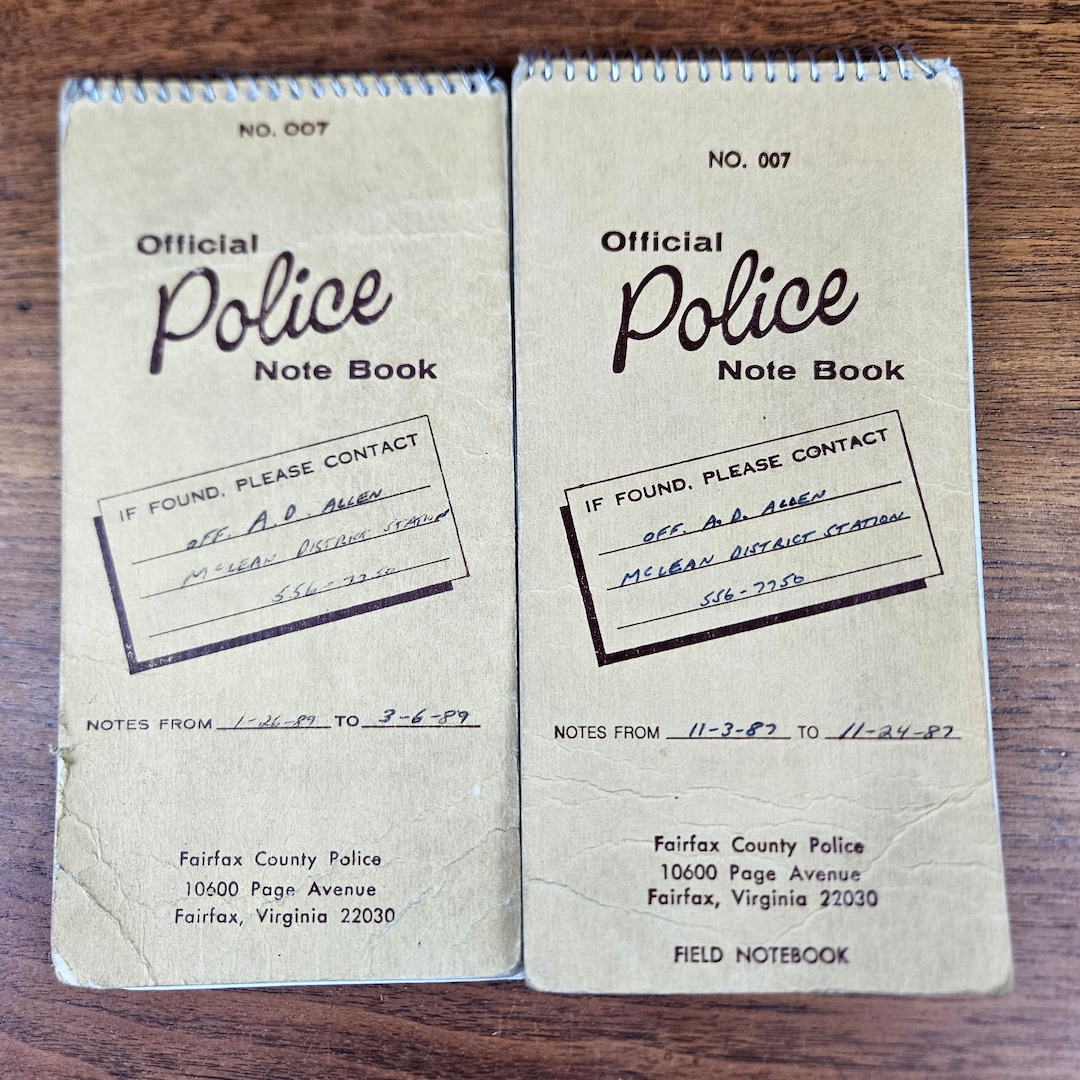 NO. 007
Official
Police
Note Book
IF FOUND, PLEASE CONTACT
OFF. A.D. ALLEN
MCLEAN DISTRICT STATION
556-7750
NOTES FROM 1-26-89 TO 3-6-89
Fairfax County Police
10600 Page Avenue
Fairfax, Virginia 22030
NO. 007
Official
Police
Note Book
IF FOUND, PLEASE CONTACT
OFF. A.D. ALLEN
MCLEAN DISTRICT STATION
556-7750
NOTES FROM 11-3-87 TO 11-24-87
Fairfax County Police
10600 Page Avenue
Fairfax, Virginia 22030
FIELD NOTEBOOK